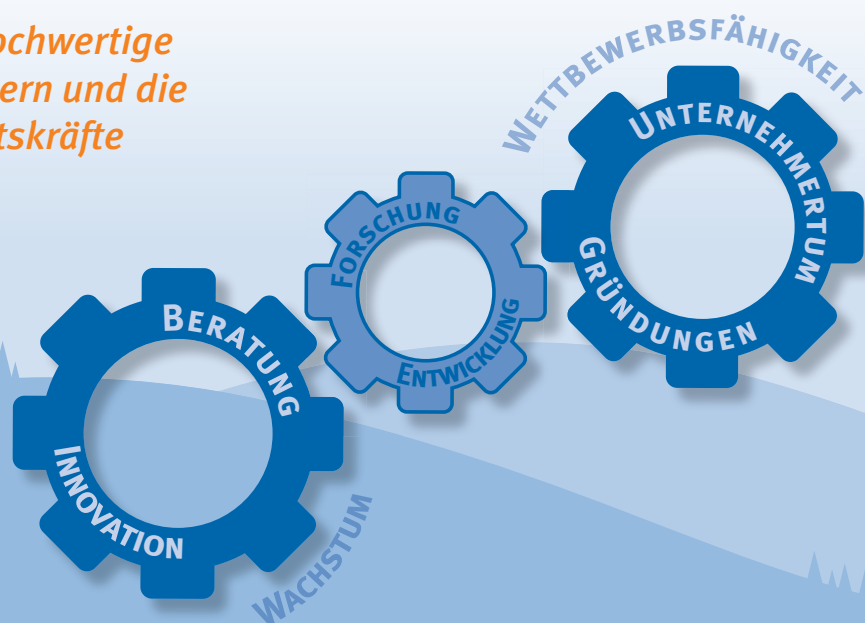 ochwertige
ern und die
tskräfte
WETTBEWERBSFÄHIGKEIT
UNTERNEHMERTUM
GRÜNDUNGEN
FORSCHUNG
ENTWICKLUNG
BERATUNG
INNOVATION
WACHSTUM